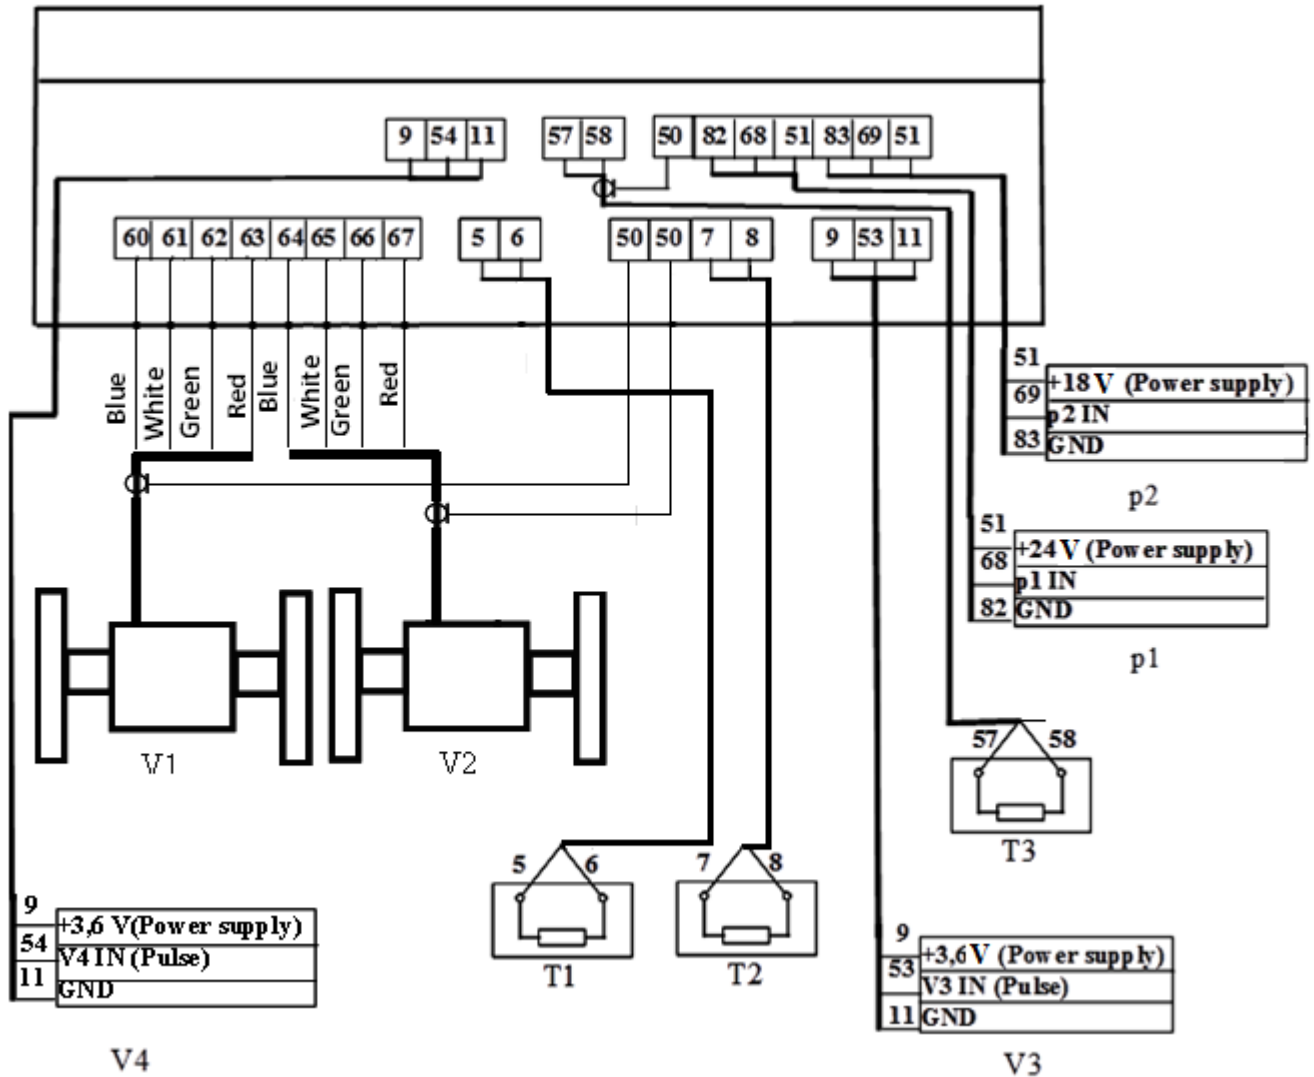 9 54 11 57 58 50 82 68 51 83 69 51
60 61 62 63 64 65 66 67 5 6 50 50 7 8 9 53 11
Blue White Green Red Blue White Green Red
51
69
83
+18 V (Power supply)
p2 IN
GND
p2
51
68
82
+24 V (Power supply)
p1 IN
GND
p1
V1
V2
57 58
T3
5 6
T1
7 8
T2
9
54
11
+3,6 V(Power supply)
V4 IN (Pulse)
GND
V4
9
53
11
+3,6 V (Power supply)
V3 IN (Pulse)
GND
V3